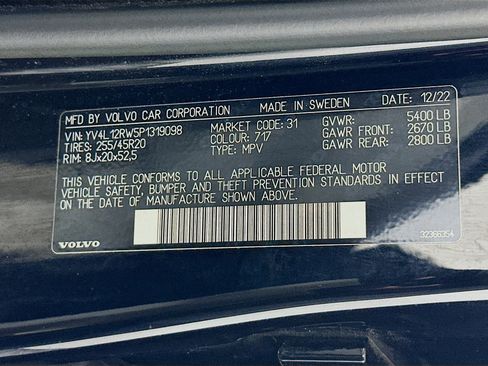 MFD BY VOLVO CAR CORPORATION MADE IN SWEDEN DATE: 12/22
VIN: YV4L12RW5P1319098 MARKET CODE: 31 GVWR: 5400 LB
TIRES: 255/45R20 COLOUR: 717 GAWR FRONT: 2670 LB
RIM: 8Jx20x52,5 TYPE: MPV GAWR REAR: 2800 LB
THIS VEHICLE CONFORMS TO ALL APPLICABLE FEDERAL MOTOR
VEHICLE SAFETY, BUMPER AND THEFT PREVENTION STANDARDS IN EFFECT
ON THE DATE OF MANUFACTURE SHOWN ABOVE.
VOLVO 32366354